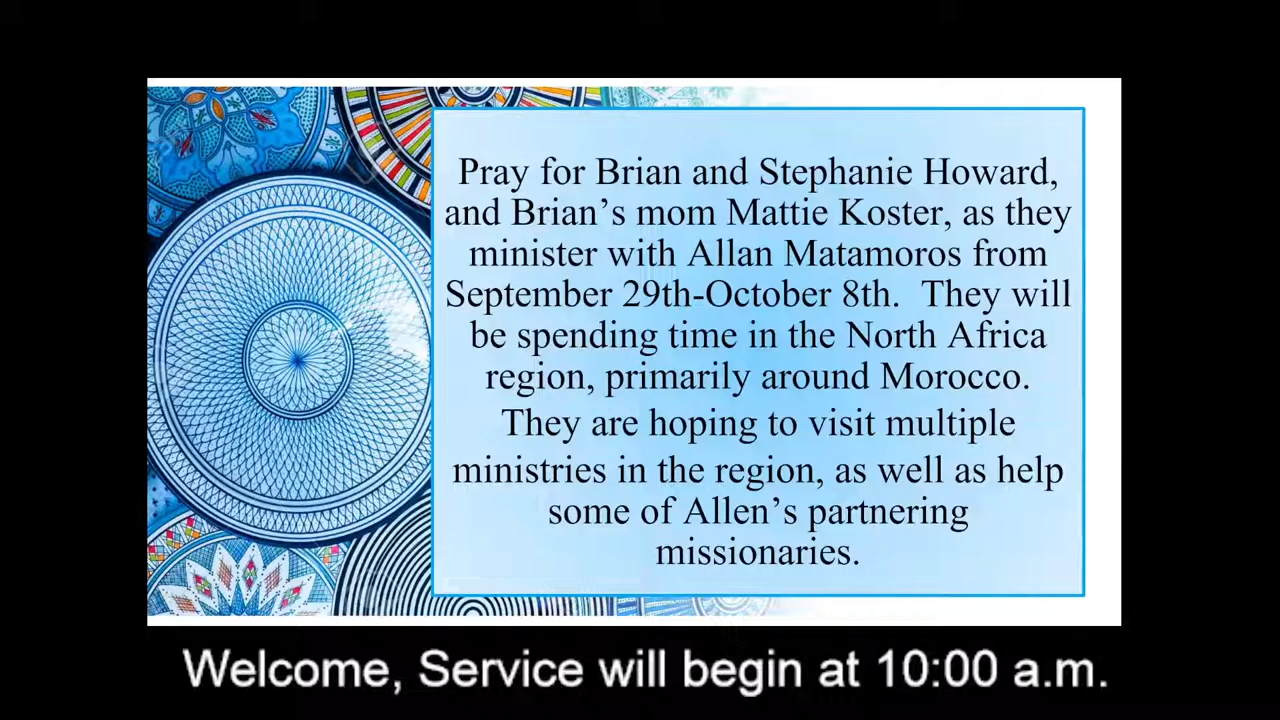 Pray for Brian and Stephanie Howard,
and Brian’s mom Mattie Koster, as they
minister with Allan Matamoros from
September 29th-October 8th.  They will
be spending time in the North Africa
region, primarily around Morocco.
They are hoping to visit multiple
ministries in the region, as well as help
some of Allen’s partnering
missionaries.
Welcome, Service will begin at 10:00 a.m.